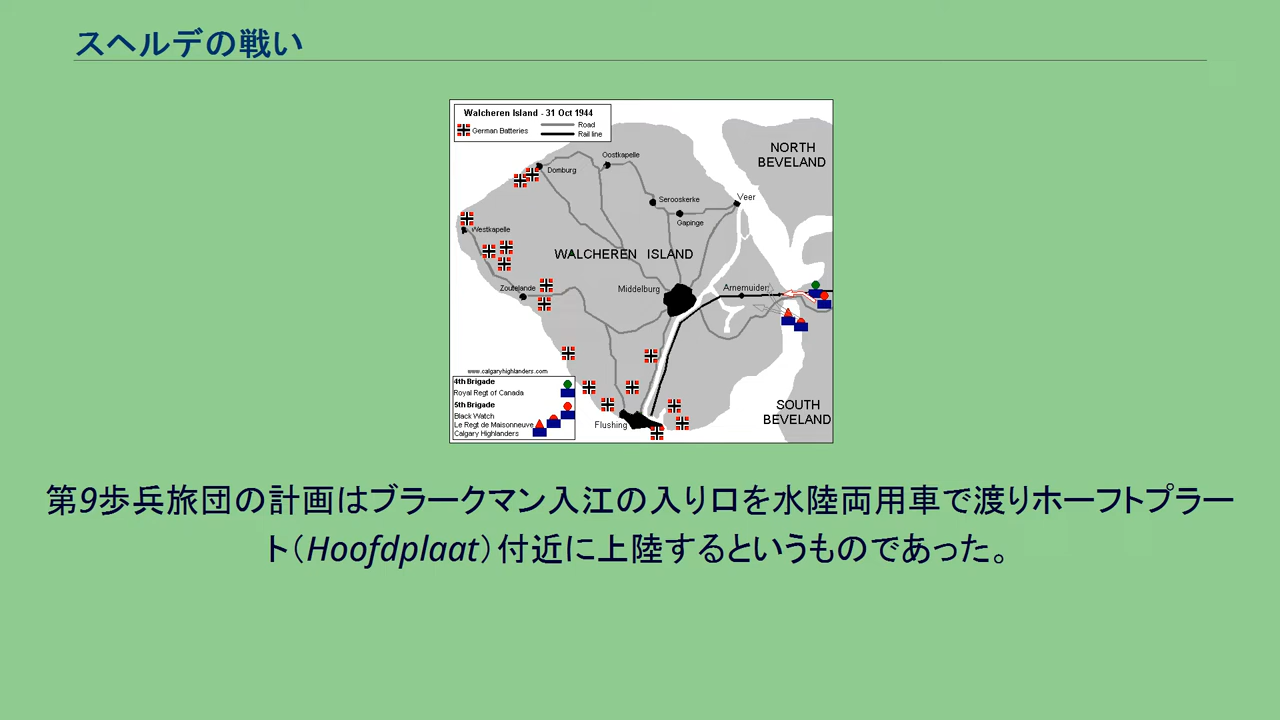 スヘルデの戦い
Walcheren Island - 31 Oct 1944
German Batteries
Road
Rail line
NORTH
BEVELAND
Oostkapelle
Domburg
Serooskerke
Veer
Gapinge
Westkapelle
WALCHEREN ISLAND
Zoutelande
Middelburg
Arnemuiden
www.calgaryhighlanders.com
4th Brigade
Royal Regt of Canada
5th Brigade
Black Watch
Le Regt de Maisonneuve
Calgary Highlanders
Flushing
SOUTH
BEVELAND
第9歩兵旅団の計画はブラークマン入江の入り口を水陸両用車で渡りホーフトプラー
ト（Hoofdplaat）付近に上陸するというものであった。